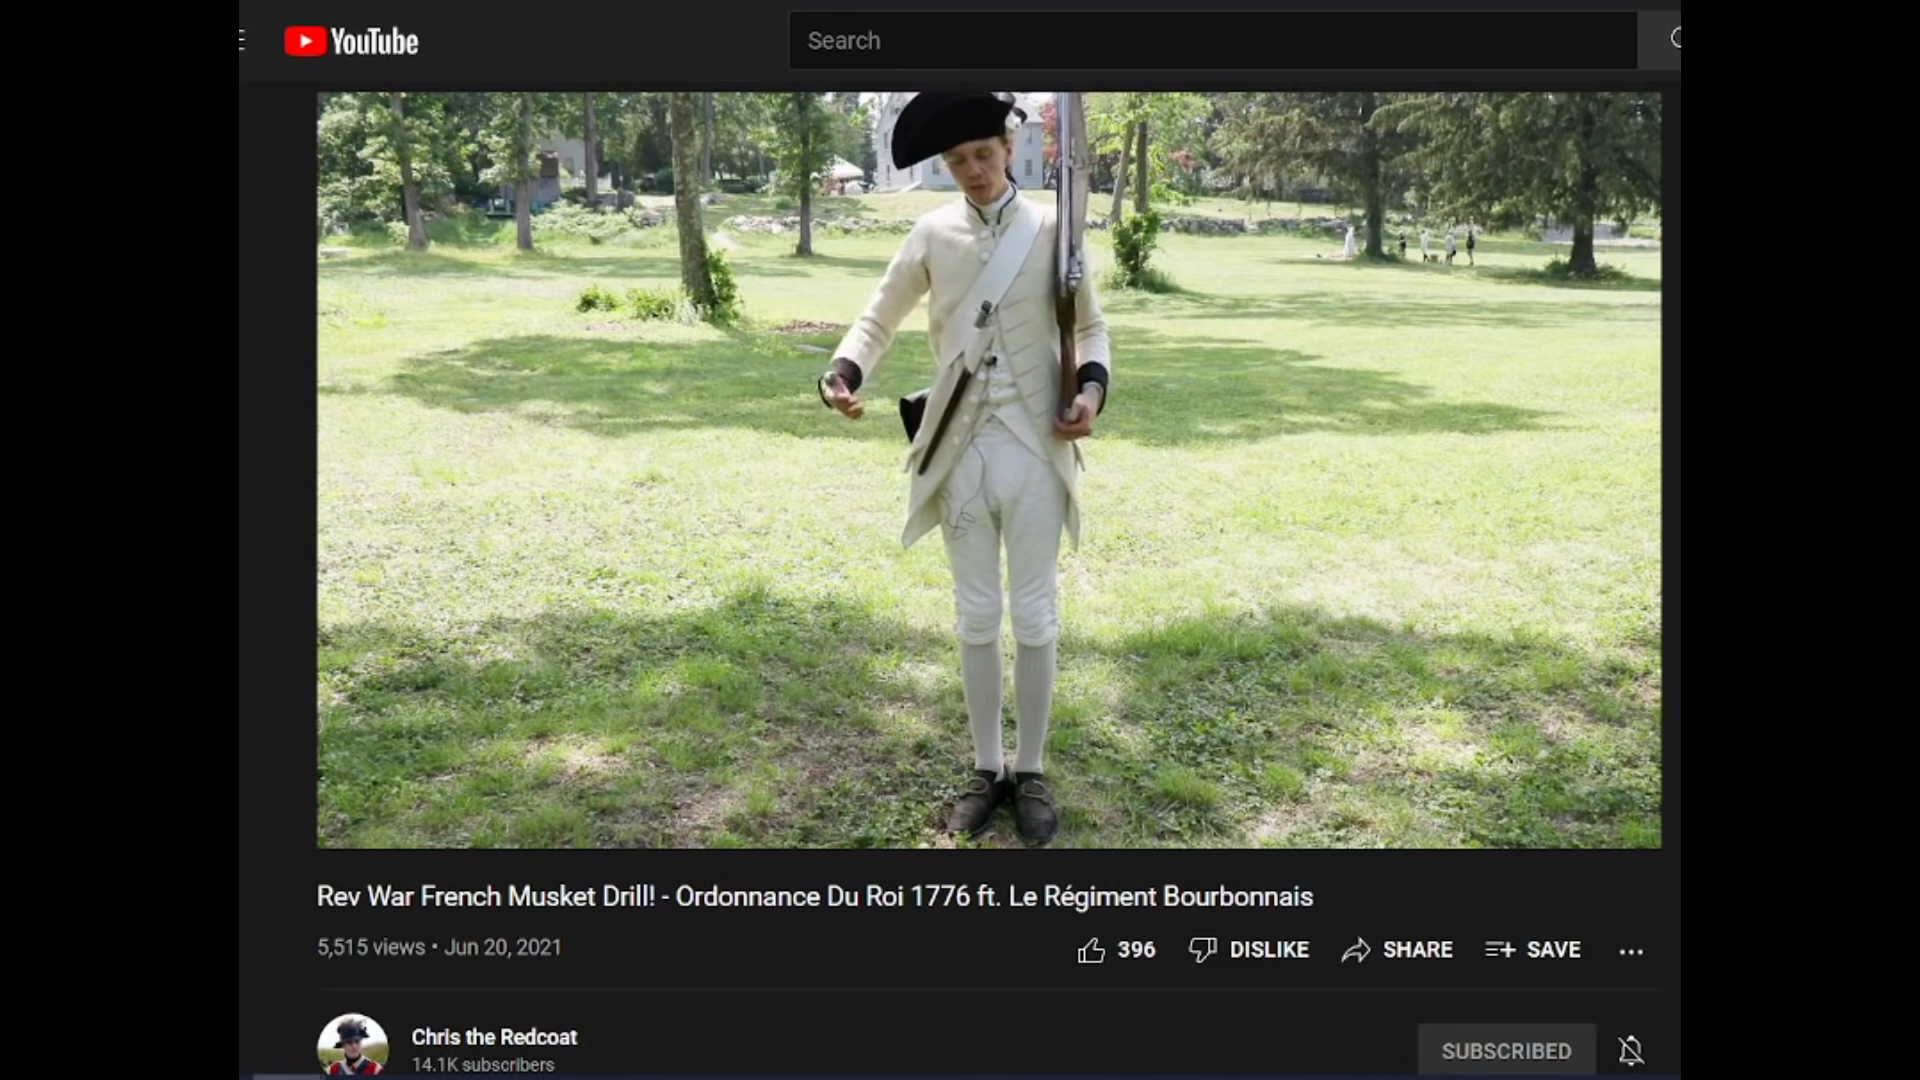 YouTube
Search
Rev War French Musket Drill! - Ordonnance Du Roi 1776 ft. Le Régiment Bourbonnais
5,515 views • Jun 20, 2021
396 DISLIKE SHARE SAVE
Chris the Redcoat
14.1K subscribers
SUBSCRIBED